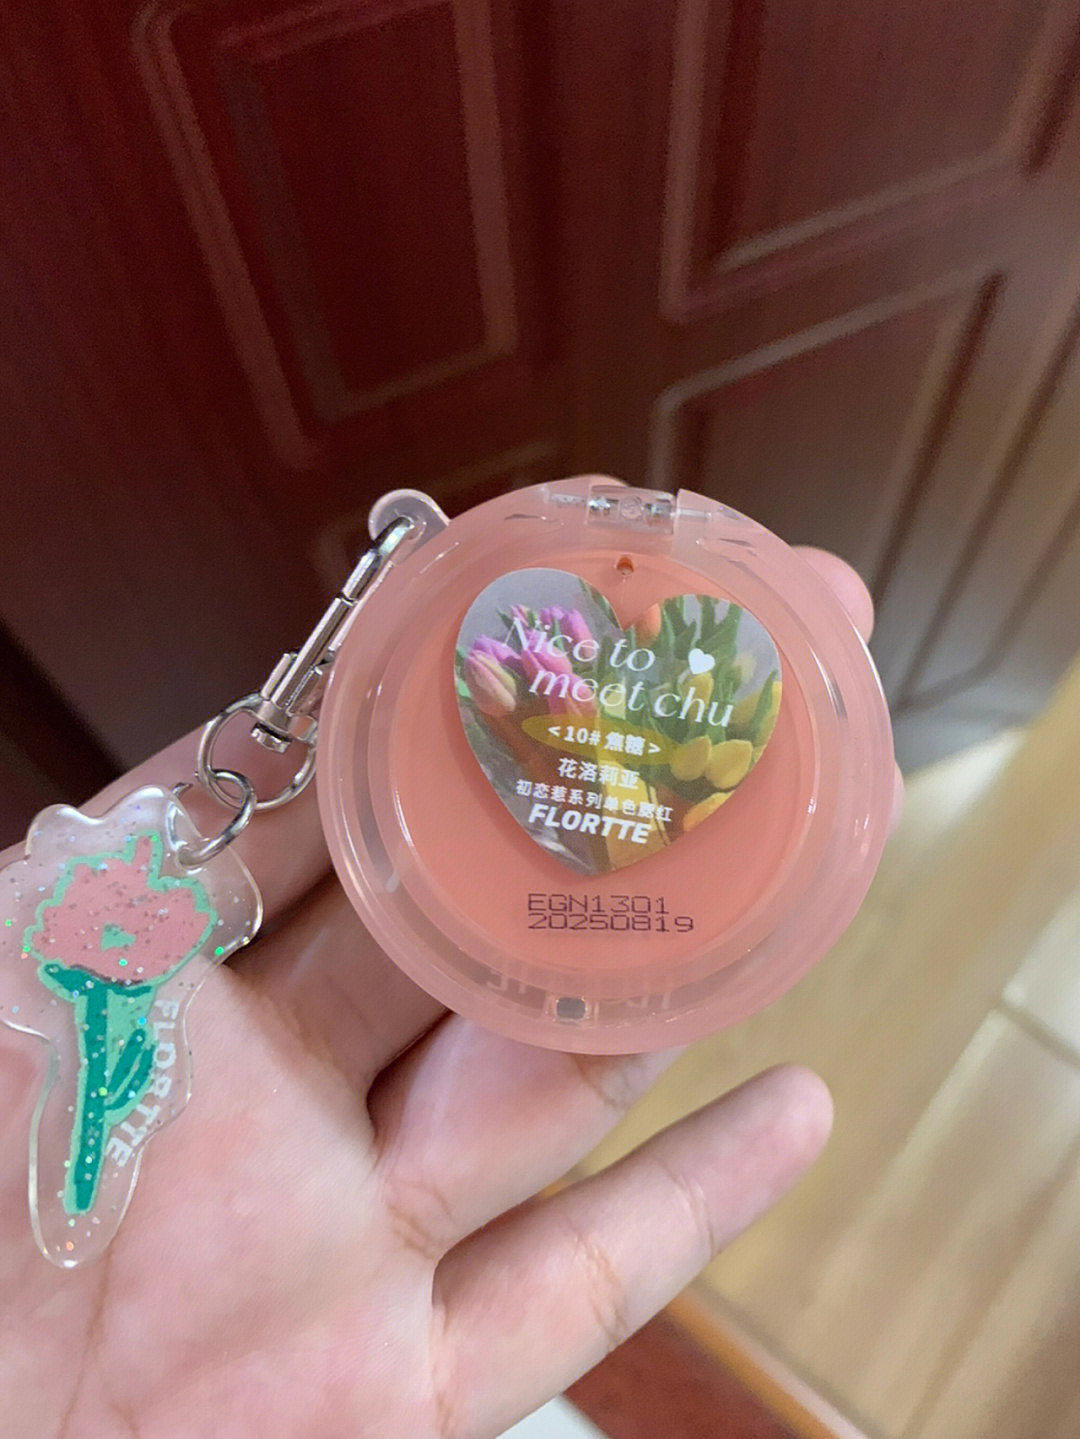 Nice to
meet chu
<10#焦糖>
花洛莉亚
初恋惹系列单色腮红
FLORTTE
EGN1301
20250819
FLORTTE